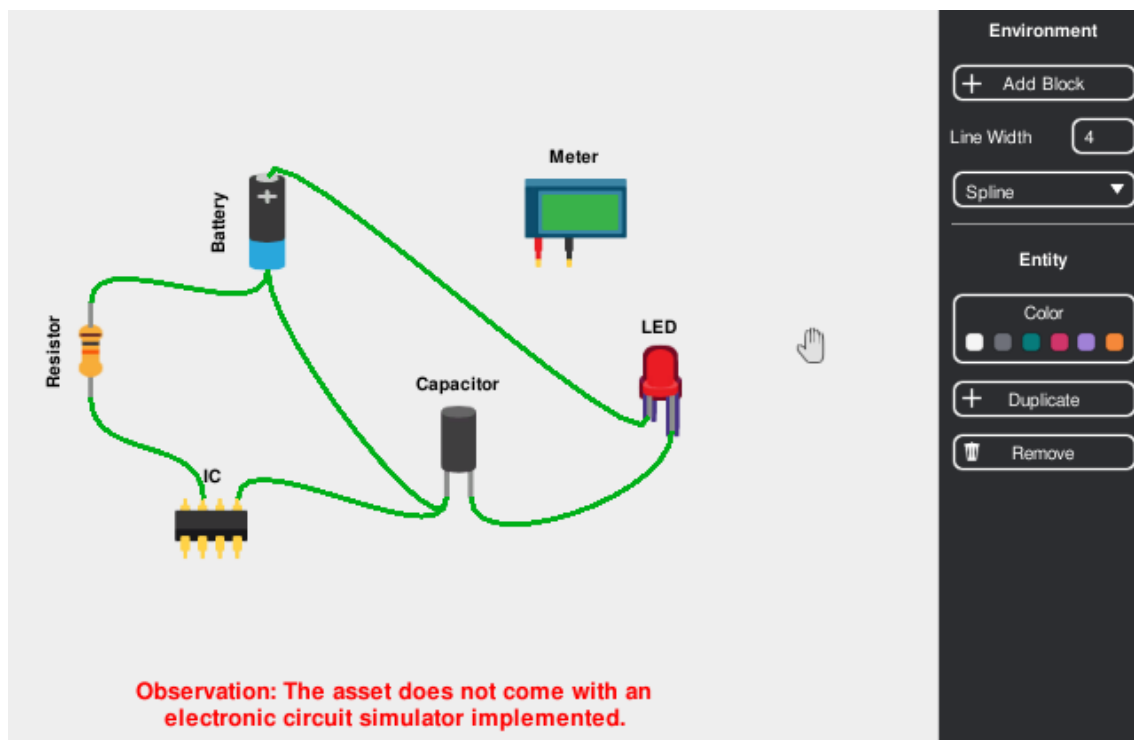 Meter
Battery
Resistor
LED
Capacitor
IC
Observation: The asset does not come with an
electronic circuit simulator implemented.
Environment
Add Block
Line Width 4
Spline
Entity
Color
Duplicate
Remove